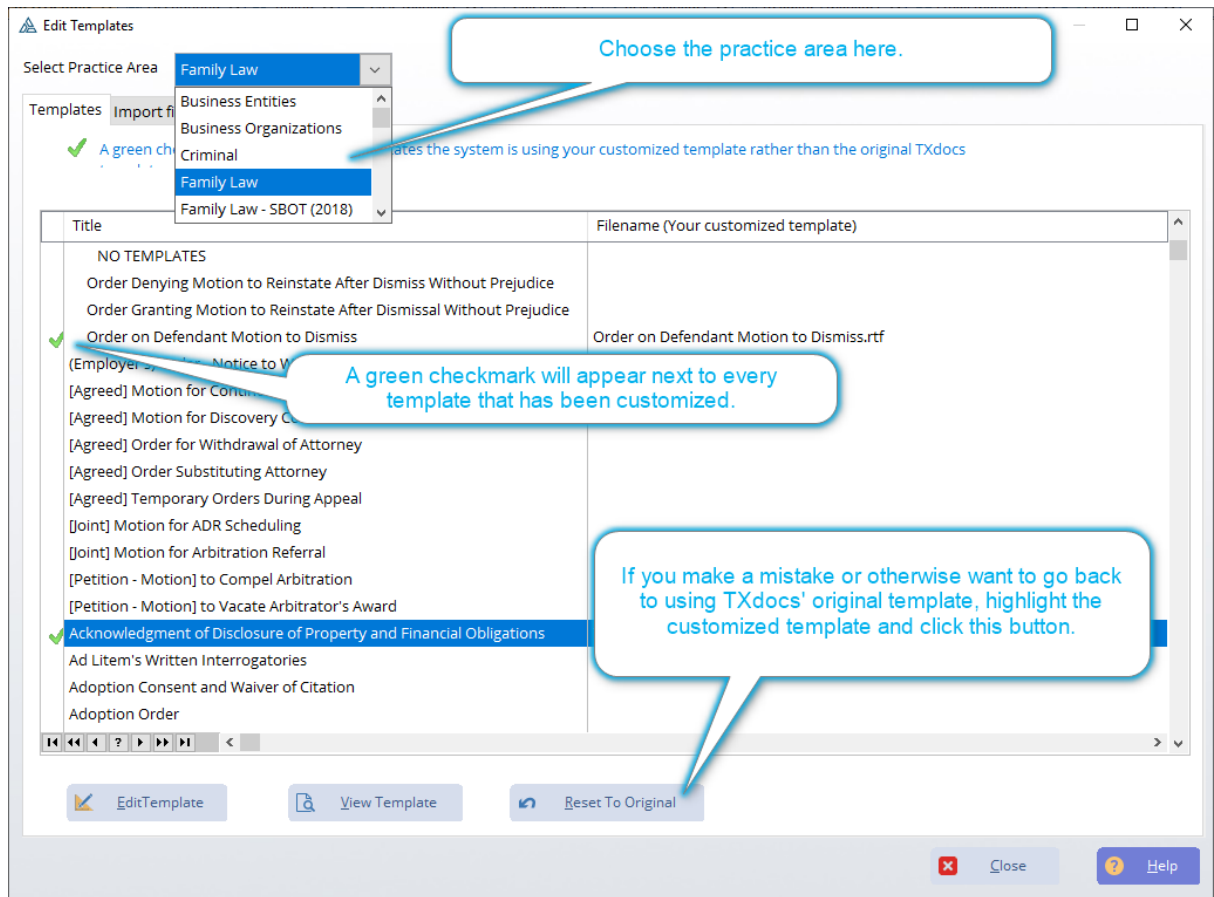 Edit Templates
Choose the practice area here.
Select Practice Area Family Law
Business Entities
Business Organizations
Criminal
Family Law
Family Law - SBOT (2018)
Templates Import fi
A green ch ates the system is using your customized template rather than the original TXdocs
Title Filename (Your customized template)
NO TEMPLATES
Order Denying Motion to Reinstate After Dismiss Without Prejudice
Order Granting Motion to Reinstate After Dismissal Without Prejudice
Order on Defendant Motion to Dismiss Order on Defendant Motion to Dismiss.rtf
(Employer's) Notice to W
A green checkmark will appear next to every
template that has been customized.
[Agreed] Motion for Contin
[Agreed] Motion for Discovery C
[Agreed] Order for Withdrawal of Attorney
[Agreed] Order Substituting Attorney
[Agreed] Temporary Orders During Appeal
[Joint] Motion for ADR Scheduling
[Joint] Motion for Arbitration Referral
[Petition - Motion] to Compel Arbitration
[Petition - Motion] to Vacate Arbitrator's Award
If you make a mistake or otherwise want to go back
to using TXdocs' original template, highlight the
customized template and click this button.
Acknowledgment of Disclosure of Property and Financial Obligations
Ad Litem's Written Interrogatories
Adoption Consent and Waiver of Citation
Adoption Order
EditTemplate View Template Reset To Original
Close Help